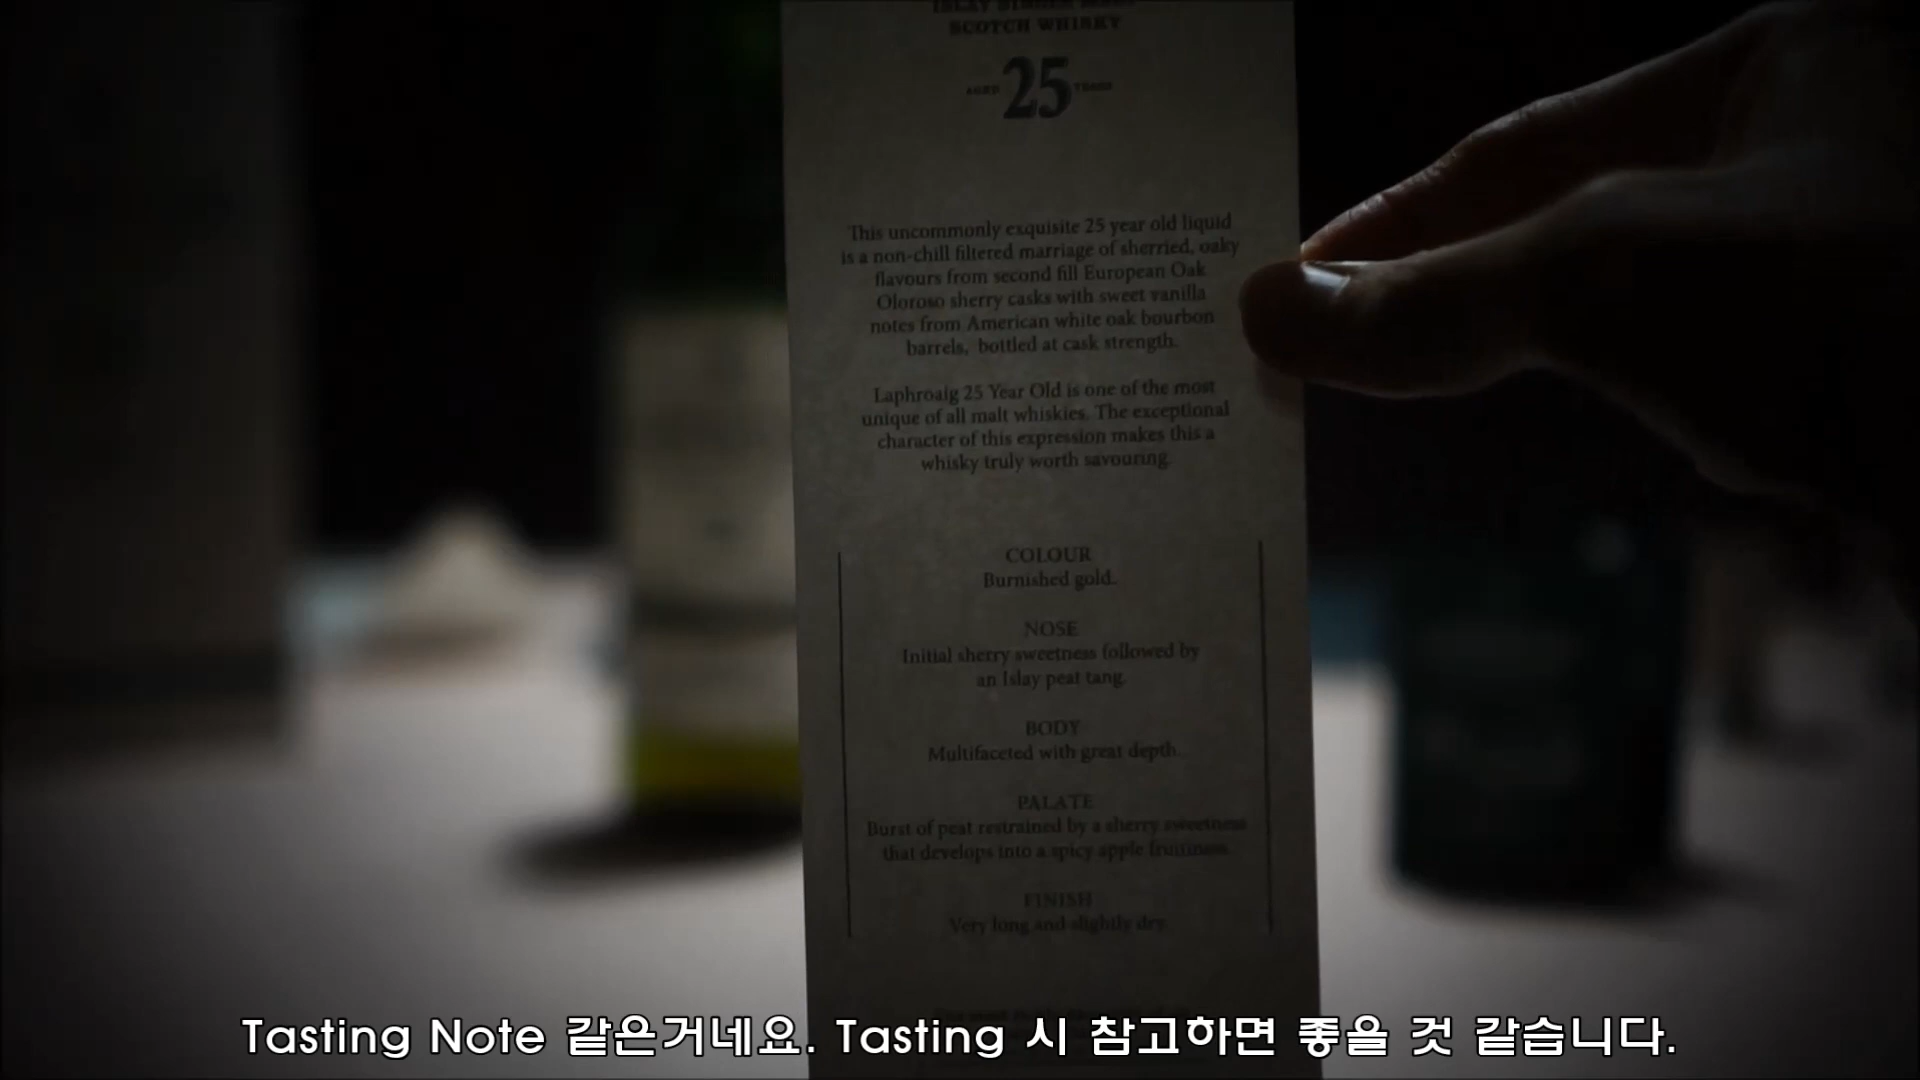 ISLAY SINGLE MALT
SCOTCH WHISKY
AGED 25 YEARS
This uncommonly exquisite 25 year old liquid
is a non-chill filtered marriage of sherried, oaky
flavours from second fill European Oak
Oloroso sherry casks with sweet vanilla
notes from American white oak bourbon
barrels, bottled at cask strength.
Laphroaig 25 Year Old is one of the most
unique of all malt whiskies. The exceptional
character of this expression makes this a
whisky truly worth savouring.
COLOUR
Burnished gold.
NOSE
Initial sherry sweetness followed by
an Islay peat tang.
BODY
Multifaceted with great depth.
PALATE
Burst of peat restrained by a sherry sweetness
that develops into a spicy apple fruitiness.
FINISH
Very long and slightly dry.
Tasting Note 같은거네요. Tasting 시 참고하면 좋을 것 같습니다.